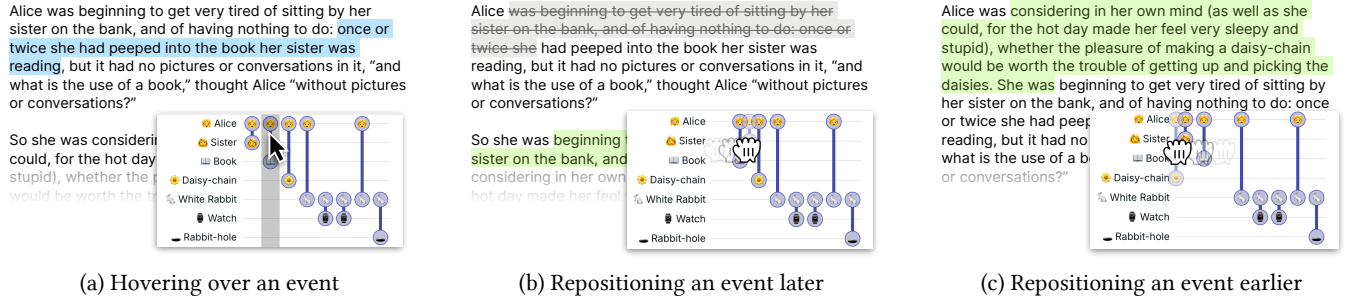 Alice was beginning to get very tired of sitting by her
sister on the bank, and of having nothing to do: once or
twice she had peeped into the book her sister was
reading, but it had no pictures or conversations in it, “and
what is the use of a book,” thought Alice “without pictures
or conversations?”
So she was considerin
could, for the hot day
stupid), whether the p
would be worth the tr
Alice
Sister
Book
Daisy-chain
White Rabbit
Watch
Rabbit-hole
(a) Hovering over an event
Alice was beginning to get very tired of sitting by her
sister on the bank, and of having nothing to do: once or
twice she had peeped into the book her sister was
reading, but it had no pictures or conversations in it, “and
what is the use of a book,” thought Alice “without pictures
or conversations?”
So she was beginning t
sister on the bank, and
considering in her own
hot day made her feel
Alice
Sister
Book
Daisy-chain
White Rabbit
Watch
Rabbit-hole
(b) Repositioning an event later
Alice was considering in her own mind (as well as she
could, for the hot day made her feel very sleepy and
stupid), whether the pleasure of making a daisy-chain
would be worth the trouble of getting up and picking the
daisies. She was beginning to get very tired of sitting by
her sister on the bank, and of having nothing to do: once
or twice she had peep
reading, but it had no
what is the use of a b
or conversations?”
Alice
Sister
Book
Daisy-chain
White Rabbit
Watch
Rabbit-hole
(c) Repositioning an event earlier